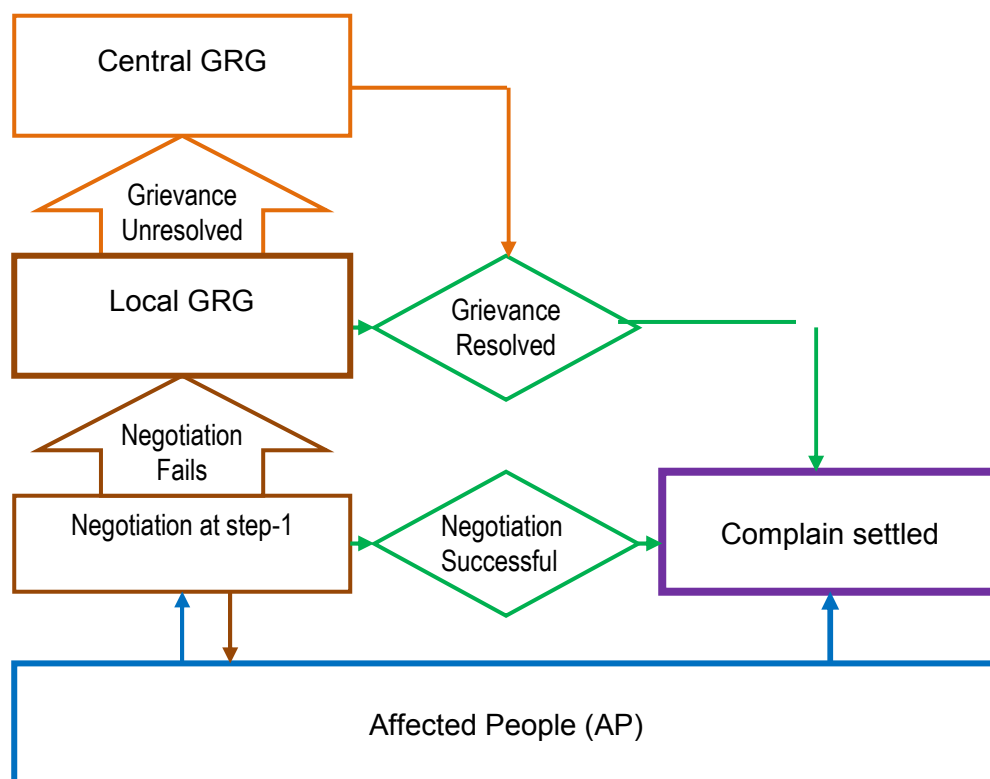 Central GRG
Grievance
Unresolved
Local GRG
Grievance
Resolved
Negotiation
Fails
Negotiation at step-1
Negotiation
Successful
Complain settled
Affected People (AP)